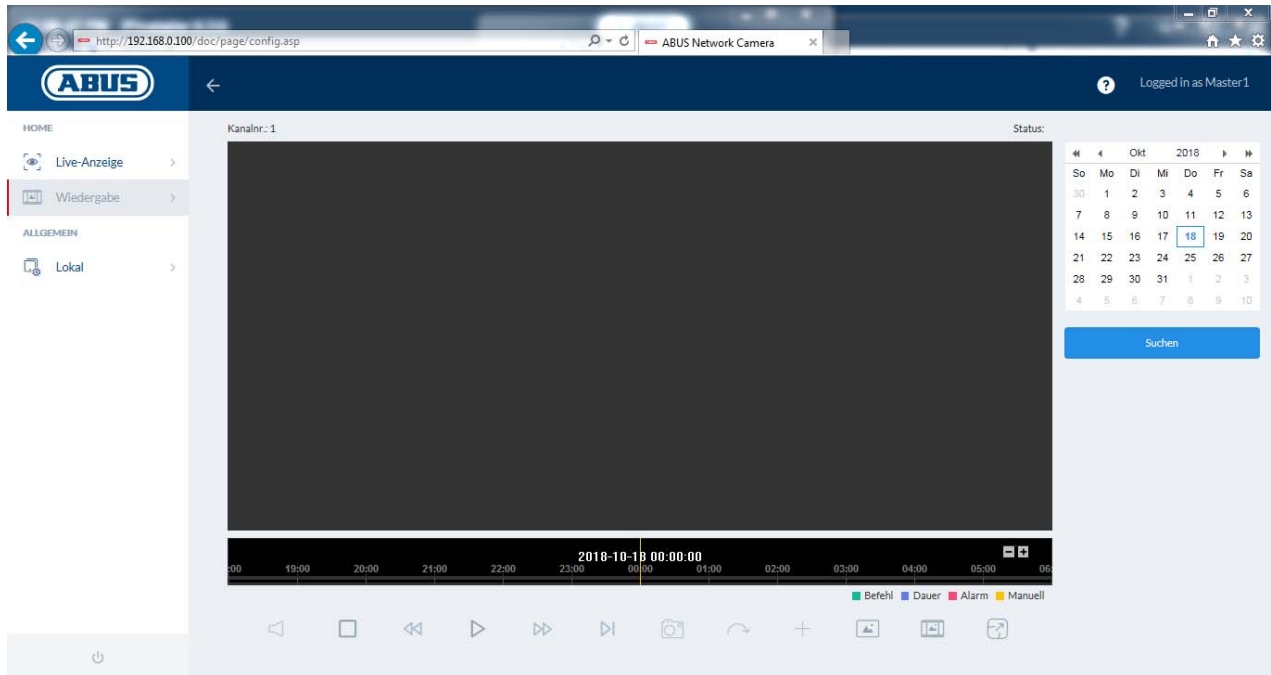 http://192.168.0.100/doc/page/config.asp
ABUS Network Camera
ABUS
?
Logged in as Master1
HOME
Live-Anzeige
Wiedergabe
ALLGEMEIN
Lokal
Kanalnr.: 1
Status:
Okt 2018
So Mo Di Mi Do Fr Sa
30 1 2 3 4 5 6
7 8 9 10 11 12 13
14 15 16 17 18 19 20
21 22 23 24 25 26 27
28 29 30 31 1 2 3
4 5 6 7 8 9 10
Suchen
2018-10-18 00:00:00
:00 19:00 20:00 21:00 22:00 23:00 00:00 01:00 02:00 03:00 04:00 05:00 06:
Befehl Dauer Alarm Manuell